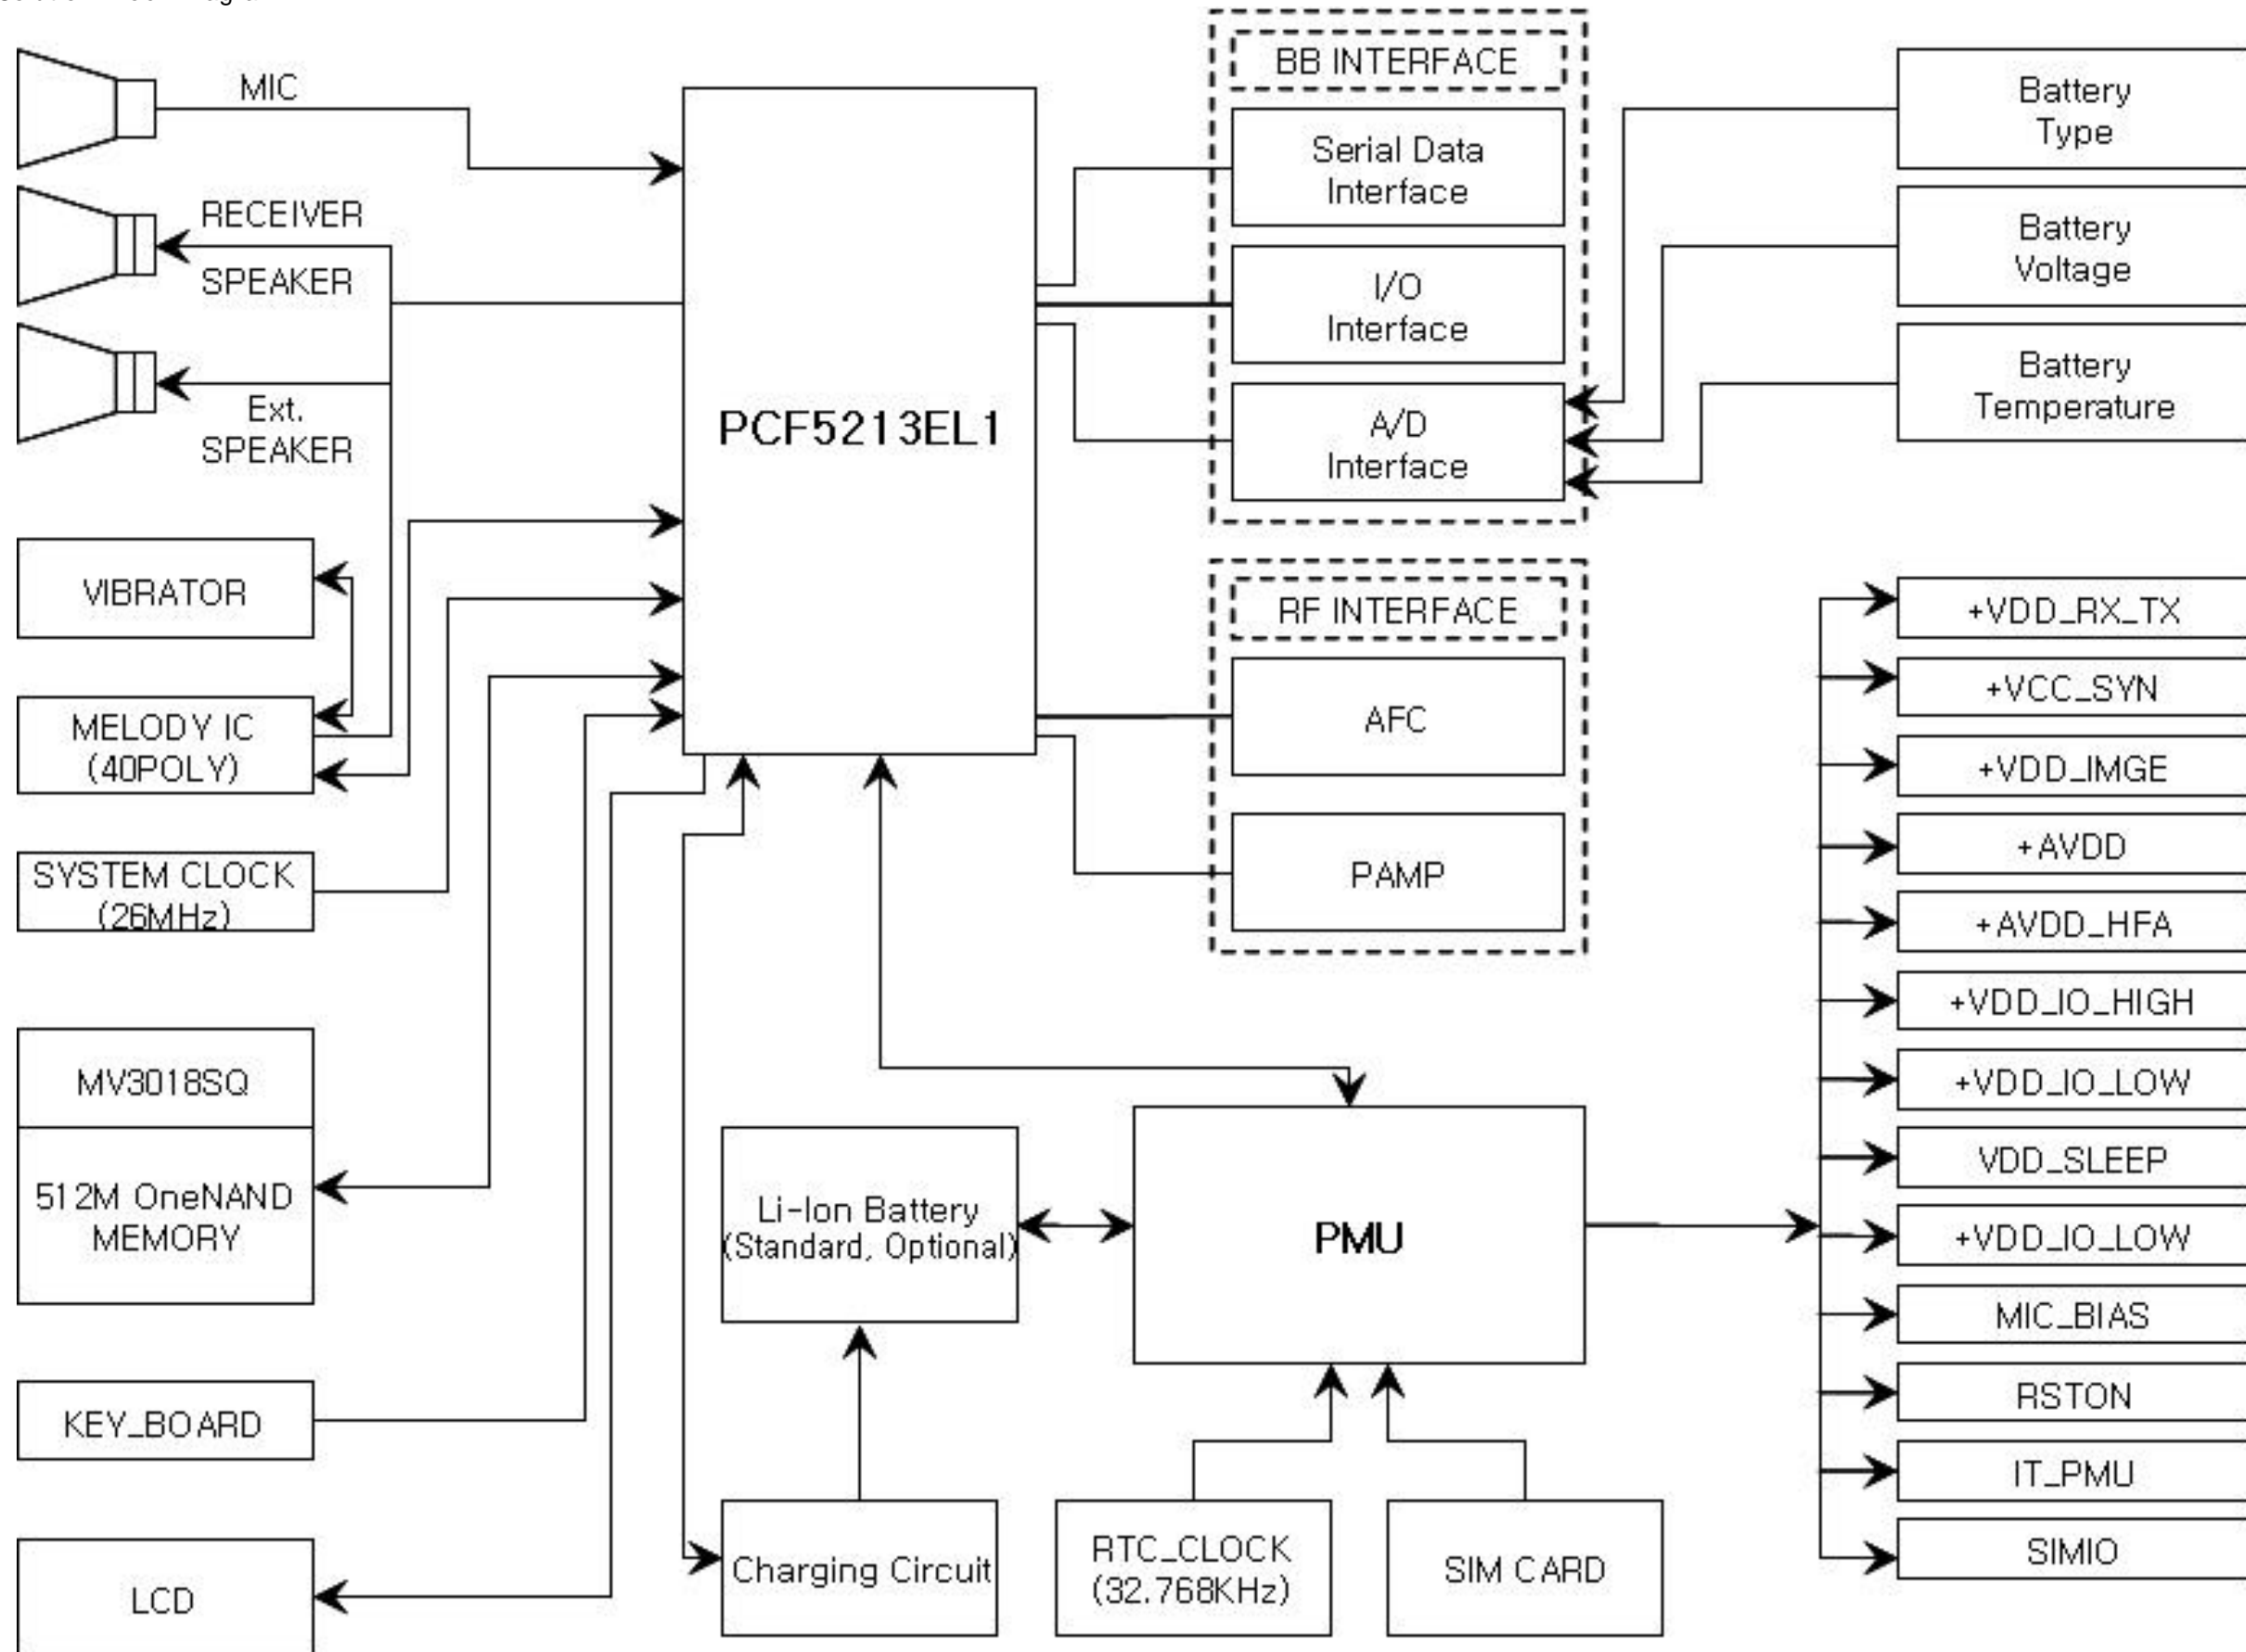 MIC
RECEIVER
SPEAKER
Ext.
SPEAKER
VIBRATOR
MELODY IC
(40POLY)
SYSTEM CLOCK
(26MHz)
MV3018SQ
512M OneNAND
MEMORY
KEY_BOARD
LCD
PCF5213EL1
BB INTERFACE
Serial Data
Interface
I/O
Interface
A/D
Interface
RF INTERFACE
AFC
PAMP
Battery
Type
Battery
Voltage
Battery
Temperature
Li-Ion Battery
(Standard, Optional)
PMU
Charging Circuit
RTC_CLOCK
(32.768KHz)
SIM CARD
+VDD_RX_TX
+VCC_SYN
+VDD_IMGE
+AVDD
+AVDD_HFA
+VDD_IO_HIGH
+VDD_IO_LOW
VDD_SLEEP
+VDD_IO_LOW
MIC_BIAS
RSTON
IT_PMU
SIMIO